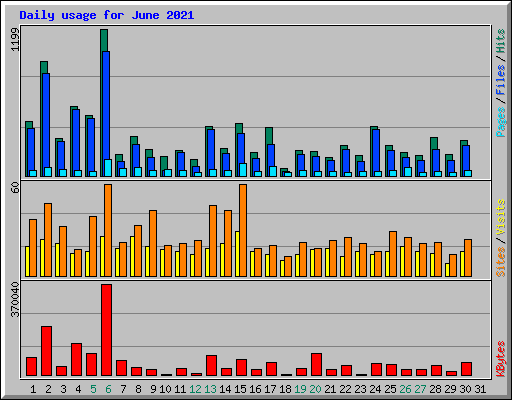 Daily usage for June 2021
1199
Pages/Files/Hits
60
Sites/Visits
370040
KBytes
1 2 3 4 5 6 7 8 9 10 11 12 13 14 15 16 17 18 19 20 21 22 23 24 25 26 27 28 29 30 31